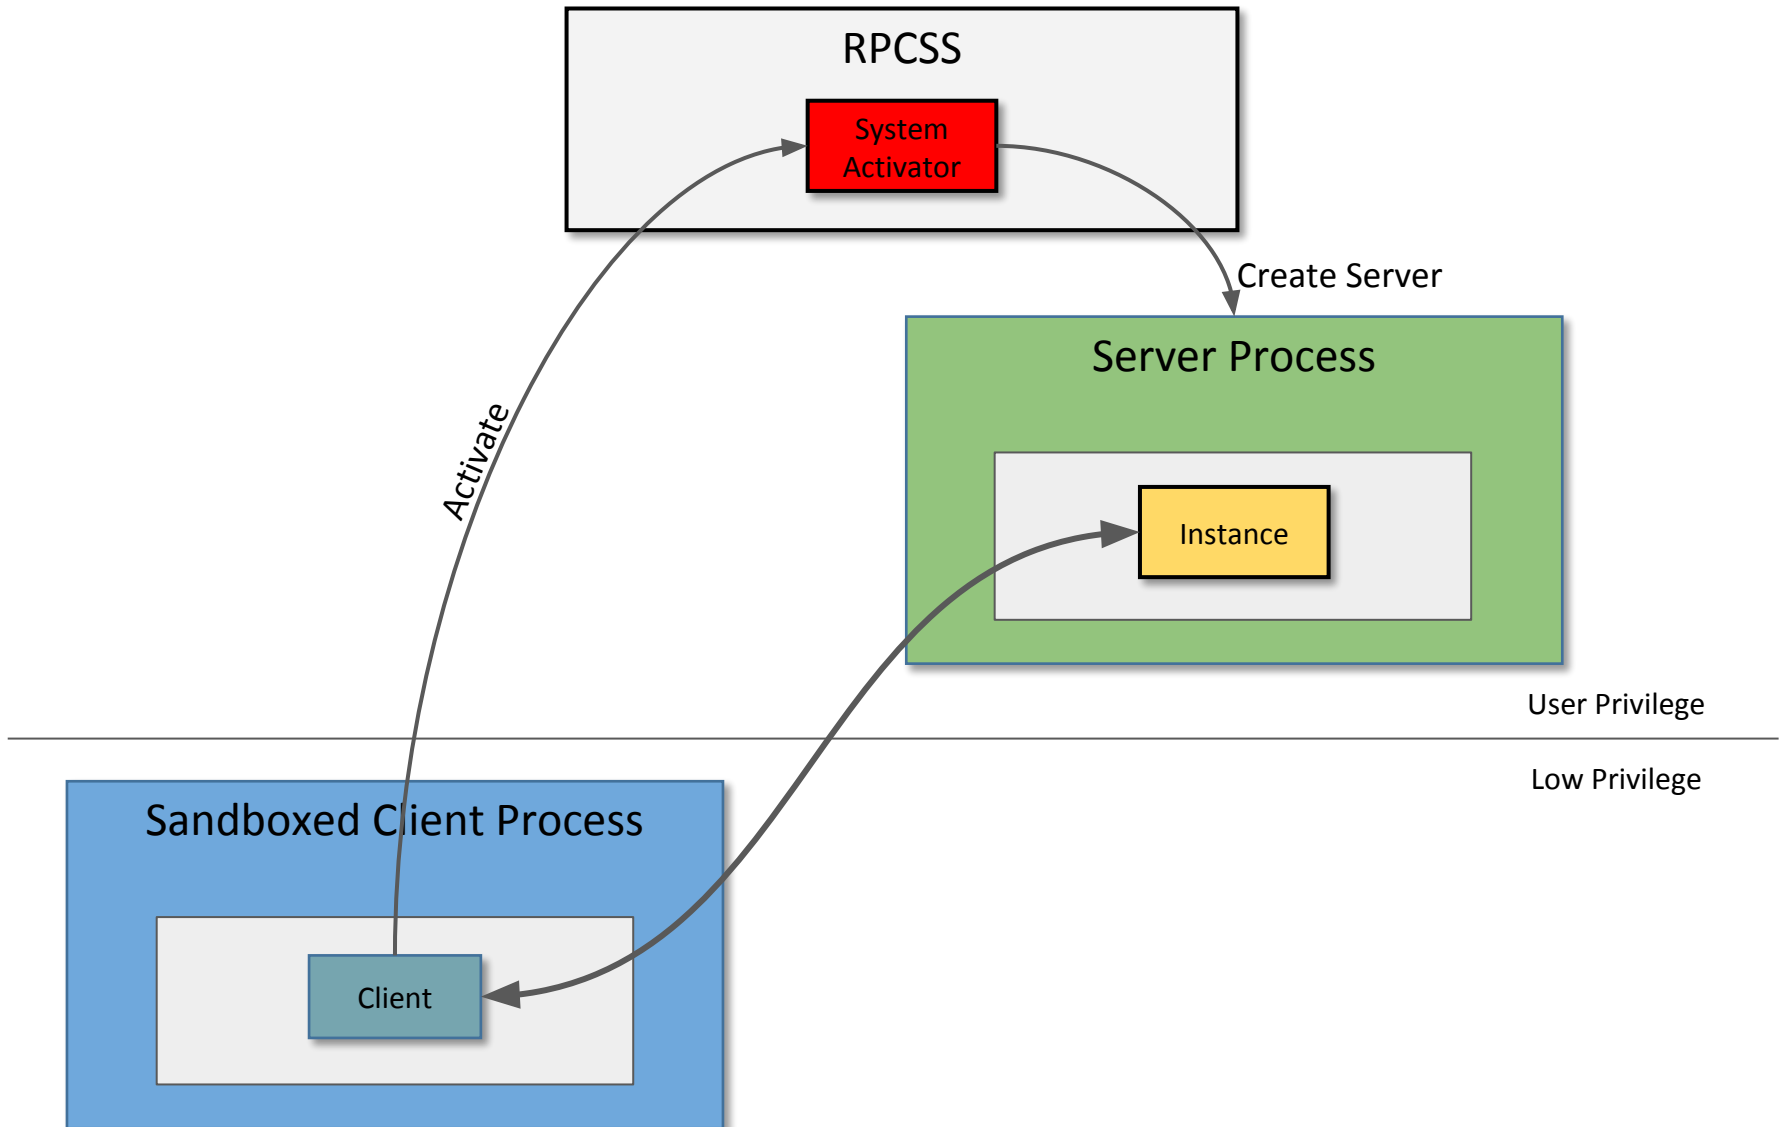 RPCSS
System
Activator
Create Server
Server Process
Activate
Instance
User Privilege
Low Privilege
Sandboxed Client Process
Client